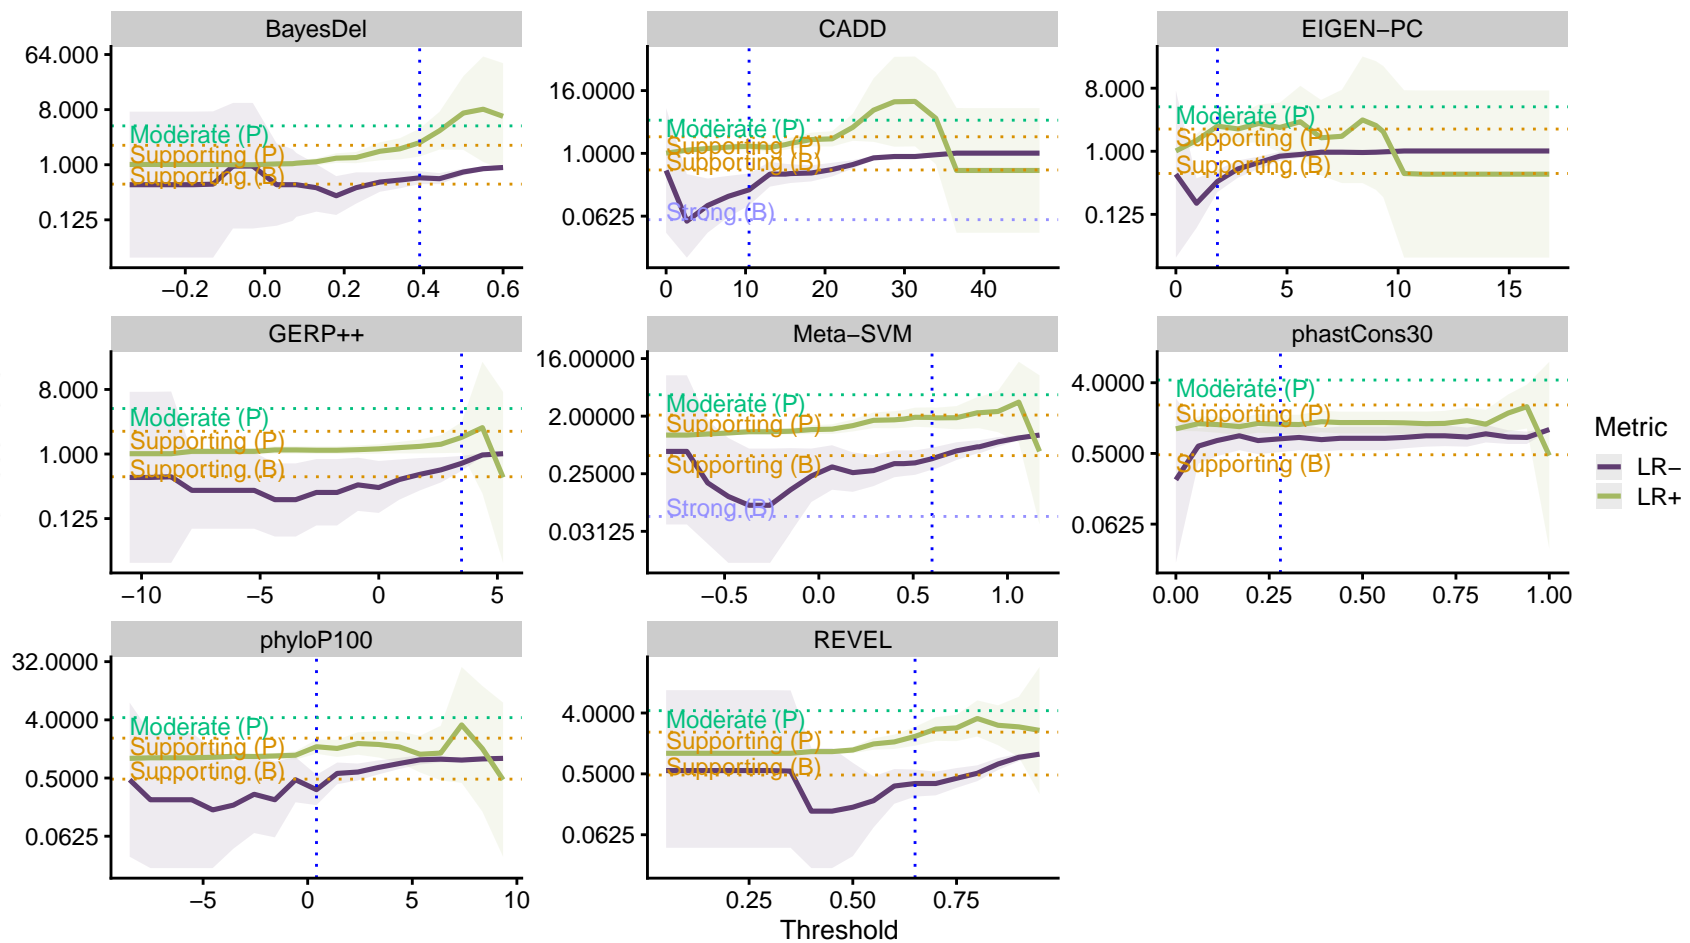 BayesDel
CADD
EIGEN−PC
64.000
8.000
1.000
0.125
Moderate (P)
Supporting (P)
Supporting (B)
−0.2
0.0
0.2
0.4
0.6
16.0000
1.0000
0.0625
Moderate (P)
Supporting (P)
Supporting (B)
Strong (B)
0
10
20
30
40
8.000
1.000
0.125
Moderate (P)
Supporting (P)
Supporting (B)
0
5
10
15
GERP++
Meta−SVM
phastCons30
8.000
1.000
0.125
Moderate (P)
Supporting (P)
Supporting (B)
−10
−5
0
5
16.00000
2.00000
0.25000
0.03125
Moderate (P)
Supporting (P)
Supporting (B)
Strong (B)
−0.5
0.0
0.5
1.0
4.0000
0.5000
0.0625
Moderate (P)
Supporting (P)
Supporting (B)
0.00
0.25
0.50
0.75
1.00
Metric
LR−
LR+
phyloP100
REVEL
32.0000
4.0000
0.5000
0.0625
Moderate (P)
Supporting (P)
Supporting (B)
−5
0
5
10
4.0000
0.5000
0.0625
Moderate (P)
Supporting (P)
Supporting (B)
0.25
0.50
0.75
Threshold